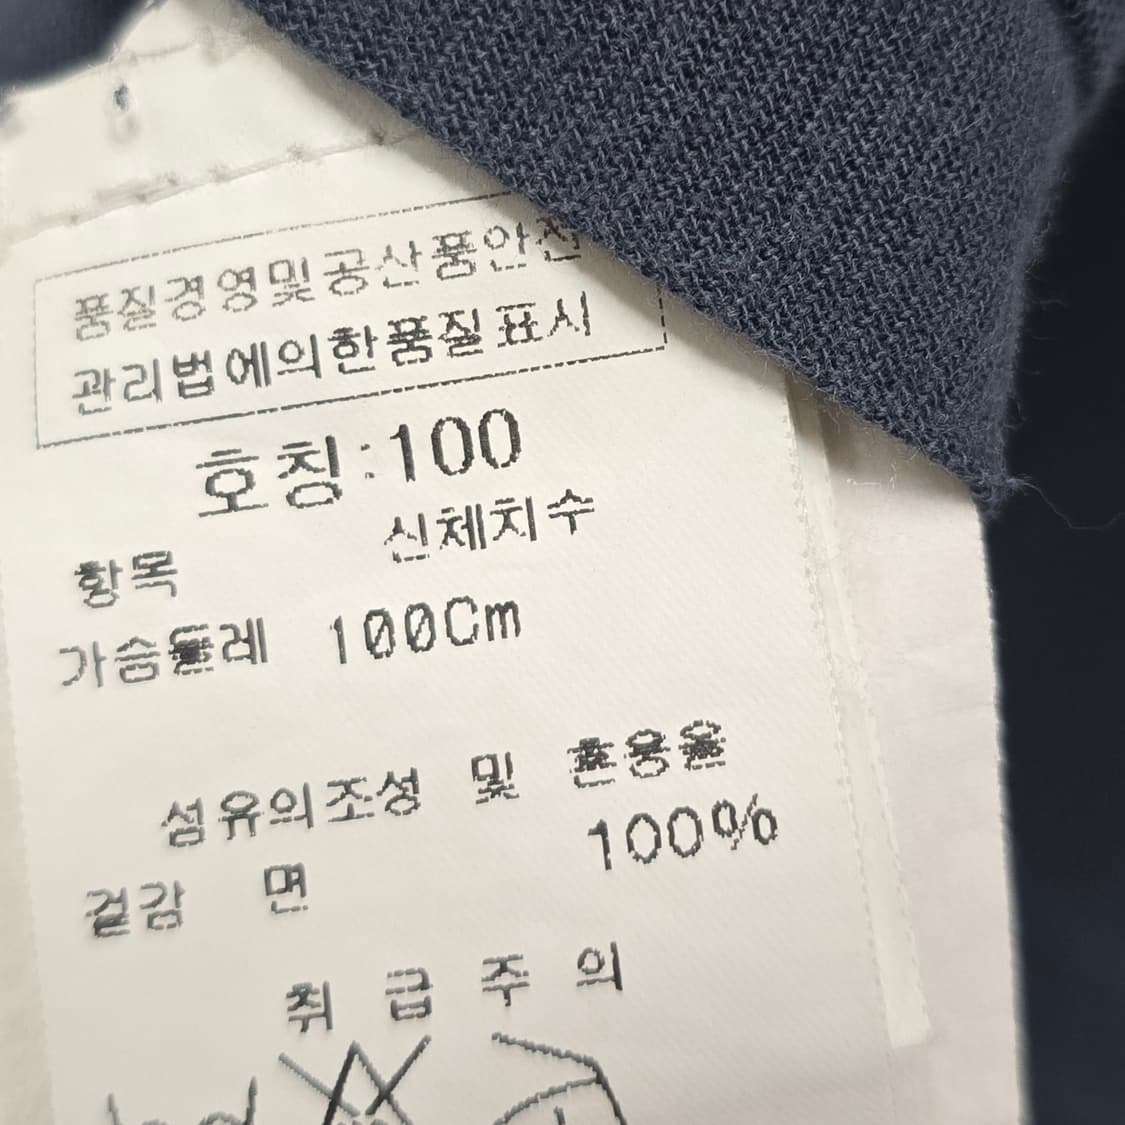 품질경영및공산품안전
관리법에의한품질표시
호칭:100
신체치수
항목
가슴둘레 100Cm
섬유의조성 및 혼용율
100%
겉감 면
취급주의